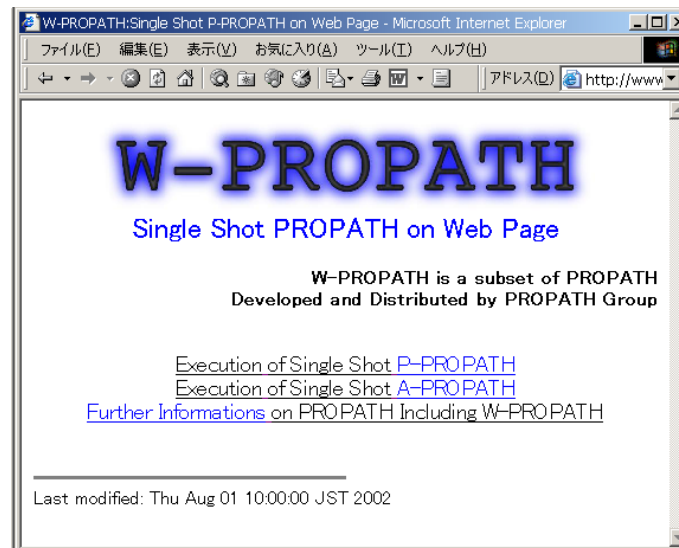 W-PROPATH:Single Shot P-PROPATH on Web Page - Microsoft Internet Explorer
ファイル(F) 編集(E) 表示(V) お気に入り(A) ツール(T) ヘルプ(H)
アドレス(D) http://www
W-PROPATH
Single Shot PROPATH on Web Page
W-PROPATH is a subset of PROPATH
Developed and Distributed by PROPATH Group
Execution of Single Shot P-PROPATH
Execution of Single Shot A-PROPATH
Further Informations on PROPATH Including W-PROPATH
Last modified: Thu Aug 01 10:00:00 JST 2002